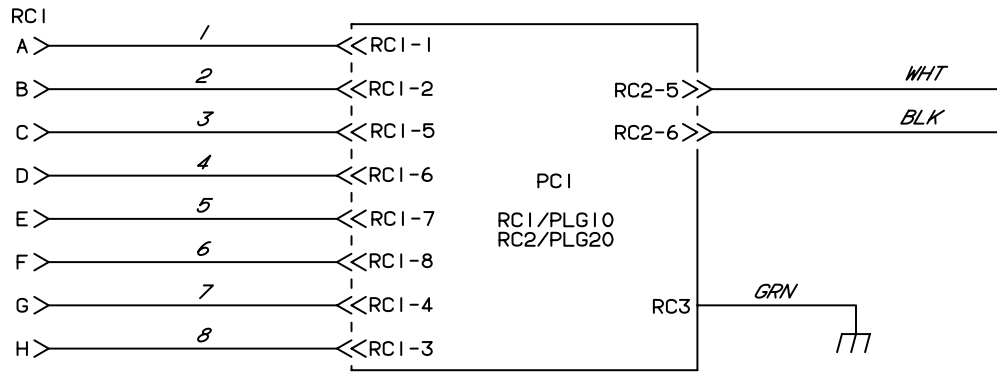 RC1
A 1 RC1-1
B 2 RC1-2 RC2-5 WHT
C 3 RC1-5 RC2-6 BLK
D 4 RC1-6
PC1
E 5 RC1-7 RC1/PLG10
RC2/PLG20
F 6 RC1-8
G 7 RC1-4 RC3 GRN
H 8 RC1-3